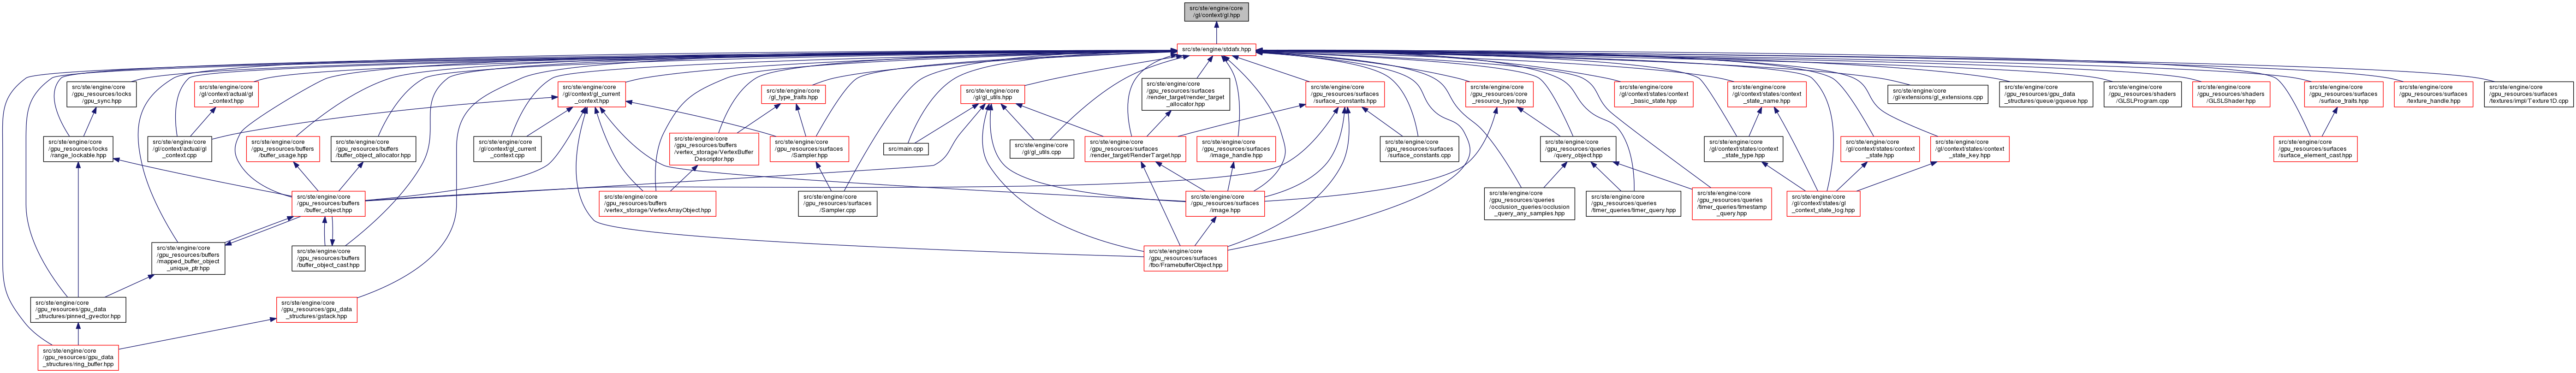 src/ste/engine/core
/gl/context/gl.hpp
src/ste/engine/stdafx.hpp
src/ste/engine/core
/gpu_resources/locks
/gpu_sync.hpp
src/ste/engine/core
/gl/context/actual/gl
_context.hpp
src/ste/engine/core
/gl/context/gl_current
_context.hpp
src/ste/engine/core
/gl_type_traits.hpp
src/ste/engine/core
/gl/gl_utils.hpp
src/ste/engine/core
/gpu_resources/surfaces
/render_target/render_target
_allocator.hpp
src/ste/engine/core
/gpu_resources/surfaces
/surface_constants.hpp
src/ste/engine/core
/gpu_resources/core
_resource_type.hpp
src/ste/engine/core
/gl/context/states/context
_basic_state.hpp
src/ste/engine/core
/gl/context/states/context
_state_name.hpp
src/ste/engine/core
/gl/extensions/gl_extensions.cpp
src/ste/engine/core
/gpu_resources/gpu_data
_structures/queue/gqueue.hpp
src/ste/engine/core
/gpu_resources/shaders
/GLSLProgram.cpp
src/ste/engine/core
/gpu_resources/shaders
/GLSLShader.hpp
src/ste/engine/core
/gpu_resources/surfaces
/surface_traits.hpp
src/ste/engine/core
/gpu_resources/surfaces
/texture_handle.hpp
src/ste/engine/core
/gpu_resources/surfaces
/textures/impl/Texture1D.cpp
src/ste/engine/core
/gpu_resources/locks
/range_lockable.hpp
src/ste/engine/core
/gl/context/actual/gl
_context.cpp
src/ste/engine/core
/gpu_resources/buffers
/buffer_usage.hpp
src/ste/engine/core
/gpu_resources/buffers
/buffer_object_allocator.hpp
src/ste/engine/core
/gl/context/gl_current
_context.cpp
src/ste/engine/core
/gpu_resources/buffers
/vertex_storage/VertexBuffer
Descriptor.hpp
src/ste/engine/core
/gpu_resources/surfaces
/Sampler.hpp
src/main.cpp
src/ste/engine/core
/gl/gl_utils.cpp
src/ste/engine/core
/gpu_resources/surfaces
/render_target/RenderTarget.hpp
src/ste/engine/core
/gpu_resources/surfaces
/image_handle.hpp
src/ste/engine/core
/gpu_resources/surfaces
/surface_constants.cpp
src/ste/engine/core
/gpu_resources/queries
/query_object.hpp
src/ste/engine/core
/gl/context/states/context
_state_type.hpp
src/ste/engine/core
/gl/context/states/context
_state.hpp
src/ste/engine/core
/gl/context/states/context
_state_key.hpp
src/ste/engine/core
/gpu_resources/surfaces
/surface_element_cast.hpp
src/ste/engine/core
/gpu_resources/buffers
/buffer_object.hpp
src/ste/engine/core
/gpu_resources/buffers
/vertex_storage/VertexArrayObject.hpp
src/ste/engine/core
/gpu_resources/surfaces
/Sampler.cpp
src/ste/engine/core
/gpu_resources/surfaces
/image.hpp
src/ste/engine/core
/gpu_resources/queries
/occlusion_queries/occlusion
_query_any_samples.hpp
src/ste/engine/core
/gpu_resources/queries
/timer_queries/timer_query.hpp
src/ste/engine/core
/gpu_resources/queries
/timer_queries/timestamp
_query.hpp
src/ste/engine/core
/gl/context/states/gl
_context_state_log.hpp
src/ste/engine/core
/gpu_resources/buffers
/mapped_buffer_object
_unique_ptr.hpp
src/ste/engine/core
/gpu_resources/buffers
/buffer_object_cast.hpp
src/ste/engine/core
/gpu_resources/surfaces
/fbo/FramebufferObject.hpp
src/ste/engine/core
/gpu_resources/gpu_data
_structures/pinned_gvector.hpp
src/ste/engine/core
/gpu_resources/gpu_data
_structures/gstack.hpp
src/ste/engine/core
/gpu_resources/gpu_data
_structures/ring_buffer.hpp